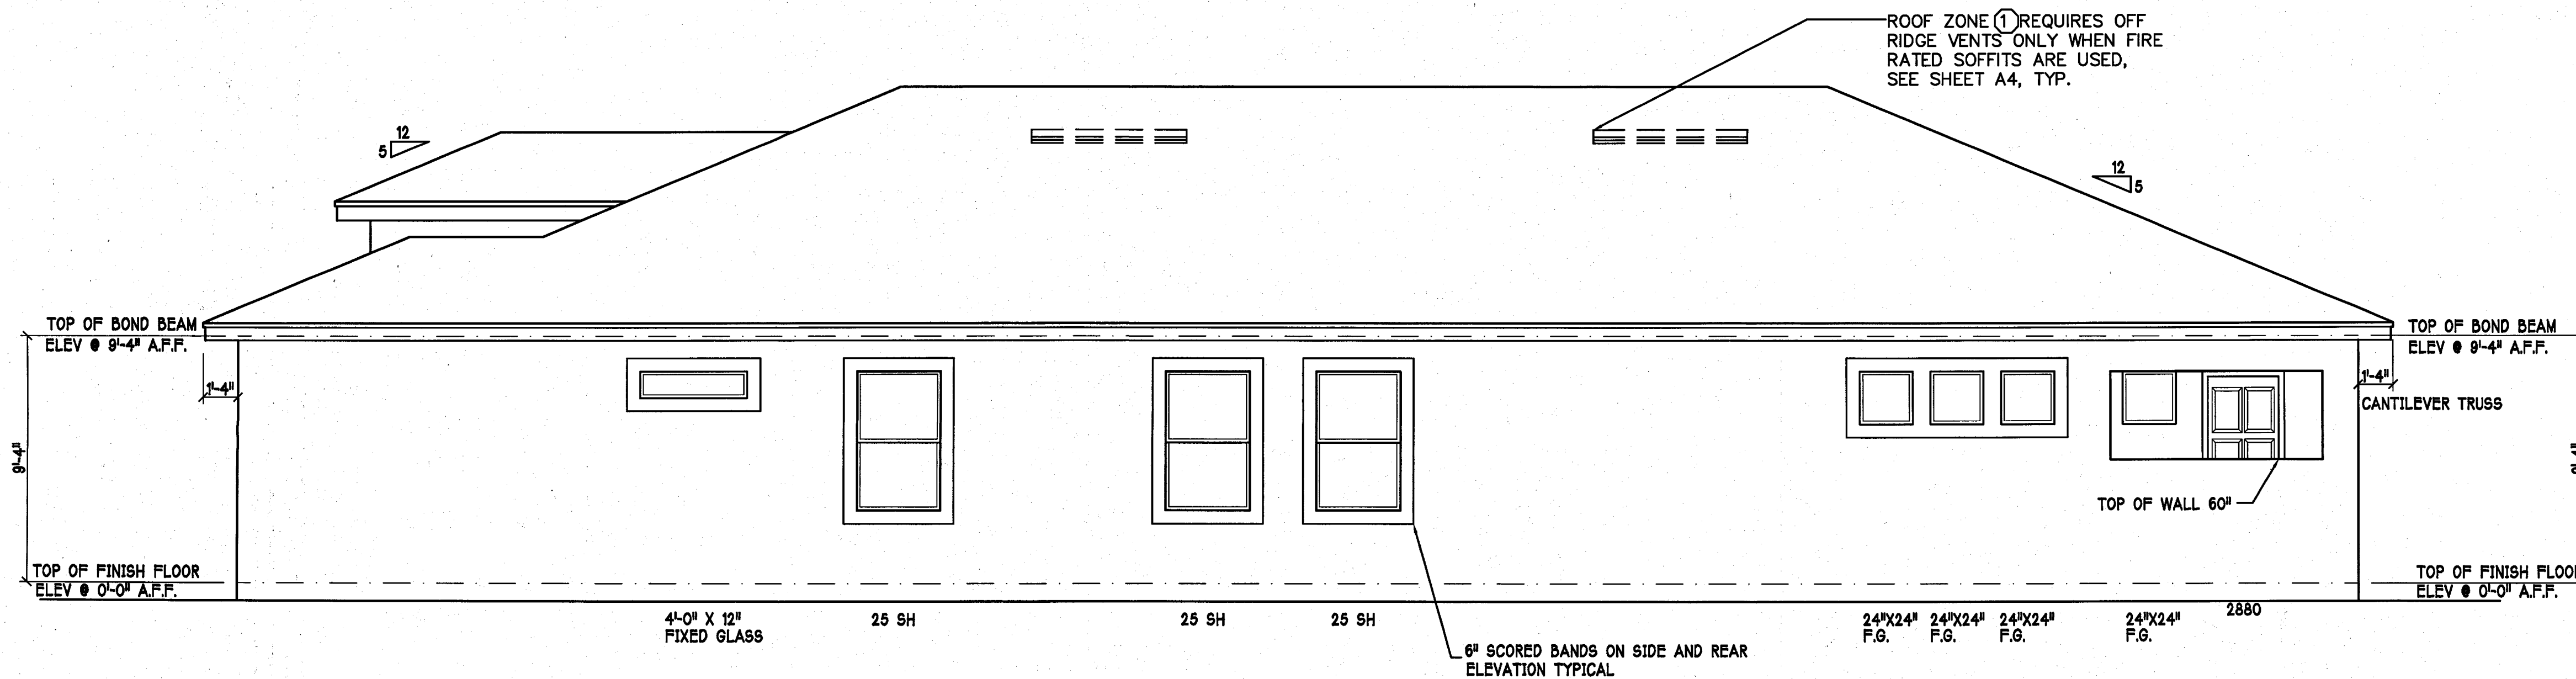 ROOF ZONE 1 REQUIRES OFF
RIDGE VENTS ONLY WHEN FIRE
RATED SOFFITS ARE USED,
SEE SHEET A4, TYP.
12
5
12
5
TOP OF BOND BEAM
ELEV @ 9'-4" A.F.F.
TOP OF BOND BEAM
ELEV @ 9'-4" A.F.F.
1'-4"
1'-4"
CANTILEVER TRUSS
9'-4"
TOP OF WALL 60"
TOP OF FINISH FLOOR
ELEV @ 0'-0" A.F.F.
TOP OF FINISH FLOOR
ELEV @ 0'-0" A.F.F.
4'-0" X 12"
FIXED GLASS
25 SH
25 SH
25 SH
24"X24"
F.G.
24"X24"
F.G.
24"X24"
F.G.
24"X24"
F.G.
2880
6" SCORED BANDS ON SIDE AND REAR
ELEVATION TYPICAL